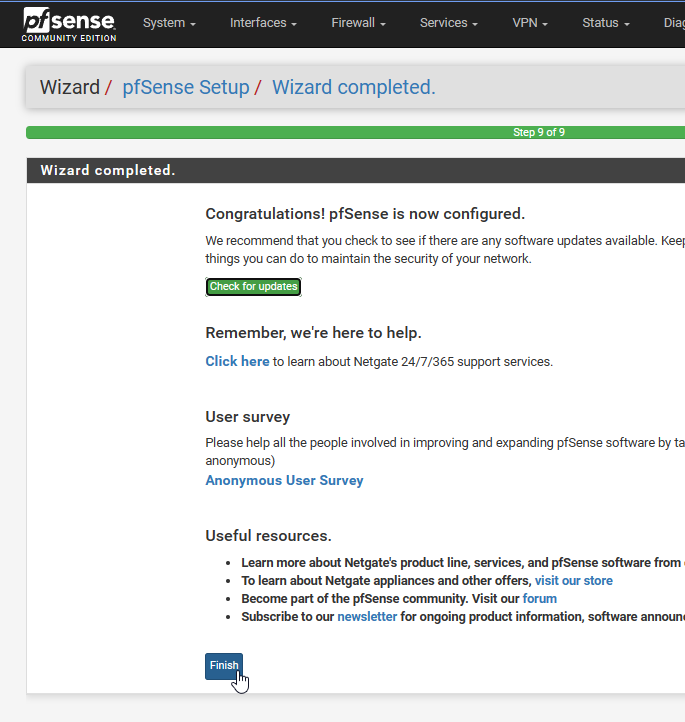 pfsense
COMMUNITY EDITION
System Interfaces Firewall Services VPN Status
Wizard / pfSense Setup / Wizard completed.
Step 9 of 9
Wizard completed.
Congratulations! pfSense is now configured.
We recommend that you check to see if there are any software updates available. Keep
things you can do to maintain the security of your network.
Check for updates
Remember, we're here to help.
Click here to learn about Netgate 24/7/365 support services.
User survey
Please help all the people involved in improving and expanding pfSense software by ta
anonymous)
Anonymous User Survey
Useful resources.
• Learn more about Netgate's product line, services, and pfSense software from
• To learn about Netgate appliances and other offers, visit our store
• Become part of the pfSense community. Visit our forum
• Subscribe to our newsletter for ongoing product information, software announc
Finish